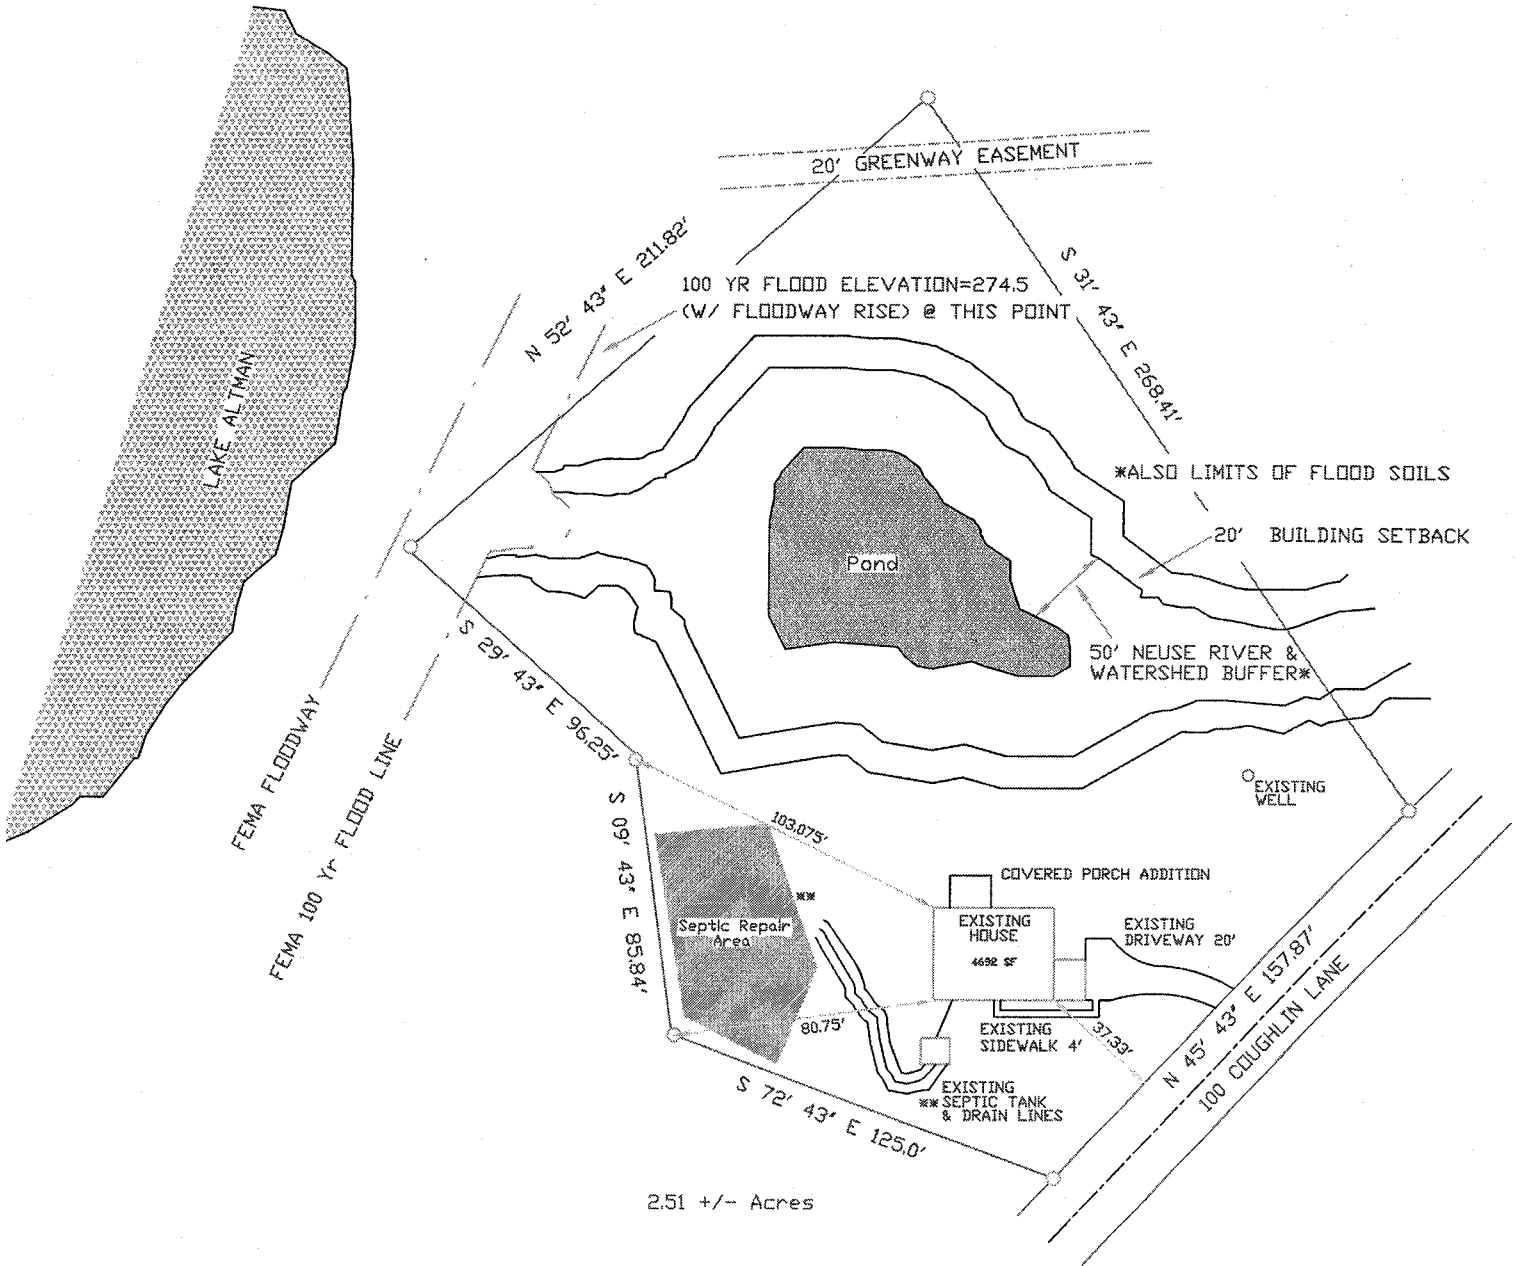 20' GREENWAY EASEMENT
N 52' 43" E 211.82'
S 31' 43" E 268.41'
100 YR FLOOD ELEVATION=274.5
(W/ FLOODWAY RISE) @ THIS POINT
LAKE ALTMAN
*ALSO LIMITS OF FLOOD SOILS
20' BUILDING SETBACK
Pond
50' NEUSE RIVER &
WATERSHED BUFFER*
S 29' 43" E 96.25'
FEMA FLOODWAY
FEMA 100 Yr FLOOD LINE
EXISTING
WELL
S 09' 43" E 85.84'
103.075'
COVERED PORCH ADDITION
**
Septic Repair
Area
EXISTING
HOUSE
4692 SF
EXISTING
DRIVEWAY 20'
80.75'
EXISTING
SIDEWALK 4'
37.33'
N 45' 43" E 157.87'
100 COUGHLIN LANE
EXISTING
**SEPTIC TANK
& DRAIN LINES
S 72' 43" E 125.0'
2.51 +/- Acres